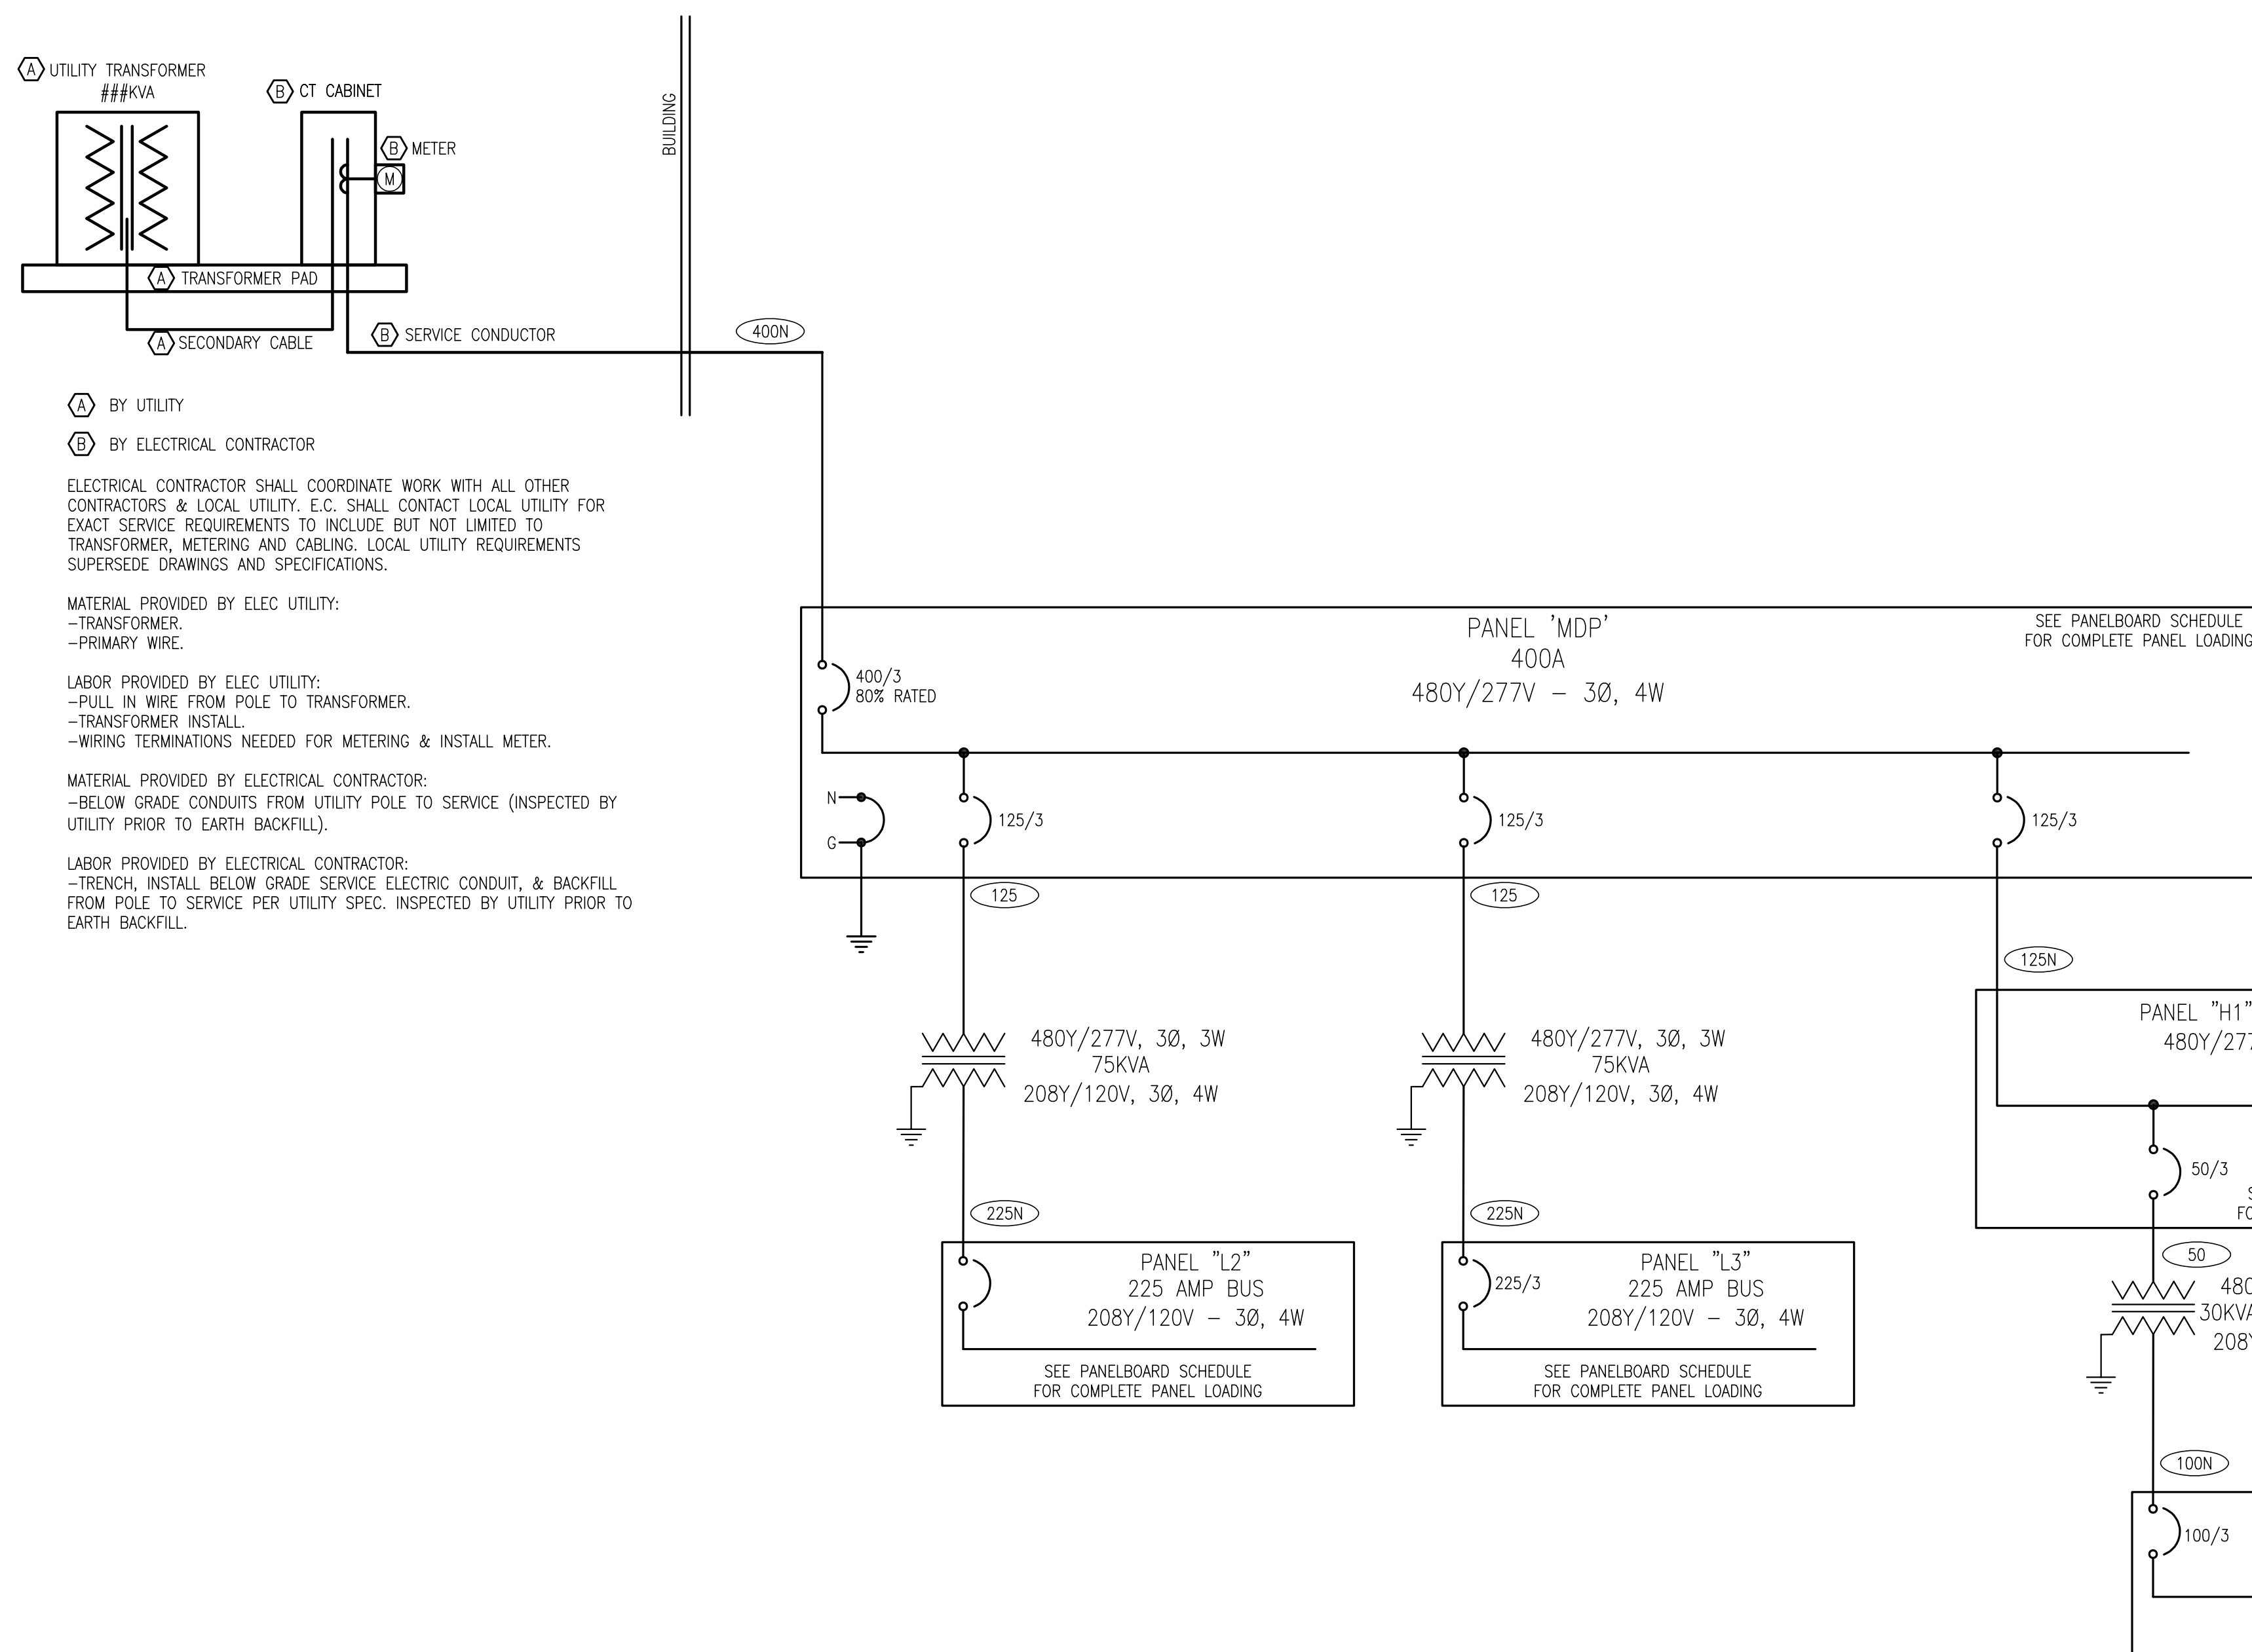 A UTILITY TRANSFORMER
###KVA
B CT CABINET
B METER
M
A TRANSFORMER PAD
A SECONDARY CABLE
B SERVICE CONDUCTOR
BUILDING
400N
A BY UTILITY
B BY ELECTRICAL CONTRACTOR
ELECTRICAL CONTRACTOR SHALL COORDINATE WORK WITH ALL OTHER
CONTRACTORS & LOCAL UTILITY. E.C. SHALL CONTACT LOCAL UTILITY FOR
EXACT SERVICE REQUIREMENTS TO INCLUDE BUT NOT LIMITED TO
TRANSFORMER, METERING AND CABLING. LOCAL UTILITY REQUIREMENTS
SUPERSEDE DRAWINGS AND SPECIFICATIONS.
MATERIAL PROVIDED BY ELEC UTILITY:
-TRANSFORMER.
-PRIMARY WIRE.
LABOR PROVIDED BY ELEC UTILITY:
-PULL IN WIRE FROM POLE TO TRANSFORMER.
-TRANSFORMER INSTALL.
-WIRING TERMINATIONS NEEDED FOR METERING & INSTALL METER.
MATERIAL PROVIDED BY ELECTRICAL CONTRACTOR:
-BELOW GRADE CONDUITS FROM UTILITY POLE TO SERVICE (INSPECTED BY
UTILITY PRIOR TO EARTH BACKFILL).
LABOR PROVIDED BY ELECTRICAL CONTRACTOR:
-TRENCH, INSTALL BELOW GRADE SERVICE ELECTRIC CONDUIT, & BACKFILL
FROM POLE TO SERVICE PER UTILITY SPEC. INSPECTED BY UTILITY PRIOR TO
EARTH BACKFILL.
PANEL 'MDP'
400A
480Y/277V - 3Ø, 4W
SEE PANELBOARD SCHEDULE
FOR COMPLETE PANEL LOADING
400/3
80% RATED
N
G
125/3
125/3
125/3
125
125
125N
480Y/277V, 3Ø, 3W
75KVA
208Y/120V, 3Ø, 4W
480Y/277V, 3Ø, 3W
75KVA
208Y/120V, 3Ø, 4W
225N
225N
PANEL "L2"
225 AMP BUS
208Y/120V - 3Ø, 4W
SEE PANELBOARD SCHEDULE
FOR COMPLETE PANEL LOADING
225/3
PANEL "L3"
225 AMP BUS
208Y/120V - 3Ø, 4W
SEE PANELBOARD SCHEDULE
FOR COMPLETE PANEL LOADING
PANEL "H1"
480Y/277
50/3
50
480
30KVA
208Y
100N
100/3